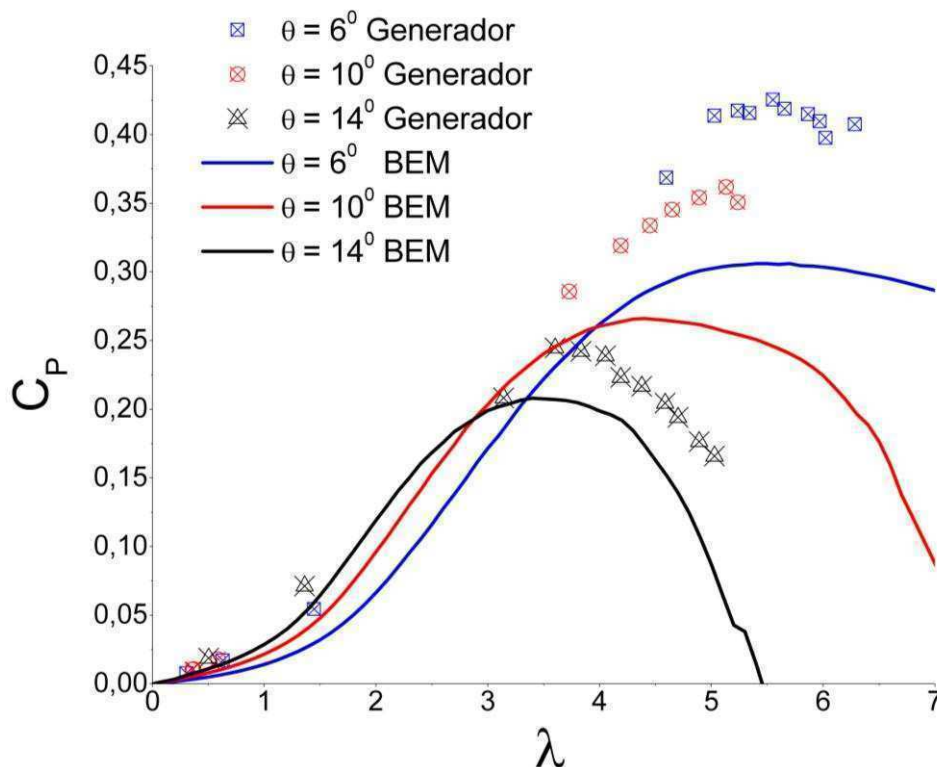 θ = 6⁰ Generador
θ = 10⁰ Generador
θ = 14⁰ Generador
θ = 6⁰ BEM
θ = 10⁰ BEM
θ = 14⁰ BEM
0,45
0,40
0,35
0,30
0,25
0,20
0,15
0,10
0,05
0,00
C_P
0 1 2 3 4 5 6 7
λ